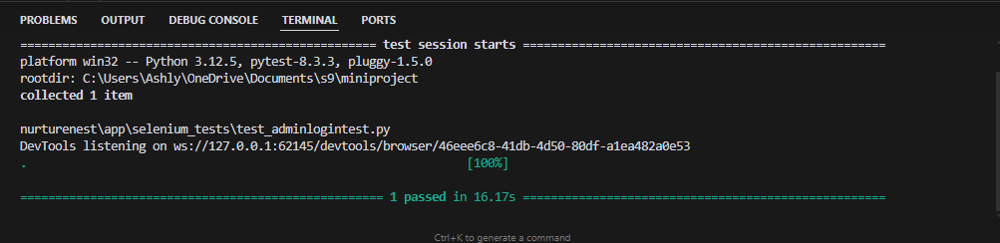 PROBLEMS OUTPUT DEBUG CONSOLE TERMINAL PORTS
=================================================== test session starts ====================================================
platform win32 -- Python 3.12.5, pytest-8.3.3, pluggy-1.5.0
rootdir: C:\Users\Ashly\OneDrive\Documents\s9\miniproject
collected 1 item
nurturenest\app\selenium_tests\test_adminlogintest.py
DevTools listening on ws://127.0.0.1:62145/devtools/browser/46eee6c8-41db-4d50-80df-a1ea482a0e53
. [100%]
==================================================== 1 passed in 16.17s ====================================================
Ctrl+K to generate a command